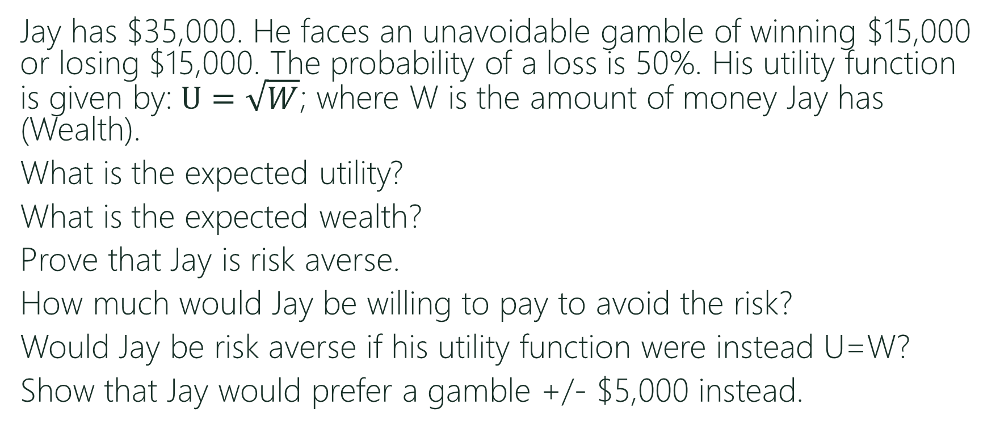 Jay has $35,000. He faces an unavoidable gamble of winning $15,000
or losing $15,000. The probability of a loss is 50%. His utility function
is given by: U = √W; where W is the amount of money Jay has
(Wealth).
What is the expected utility?
What is the expected wealth?
Prove that Jay is risk averse.
How much would Jay be willing to pay to avoid the risk?
Would Jay be risk averse if his utility function were instead U=W?
Show that Jay would prefer a gamble +/- $5,000 instead.